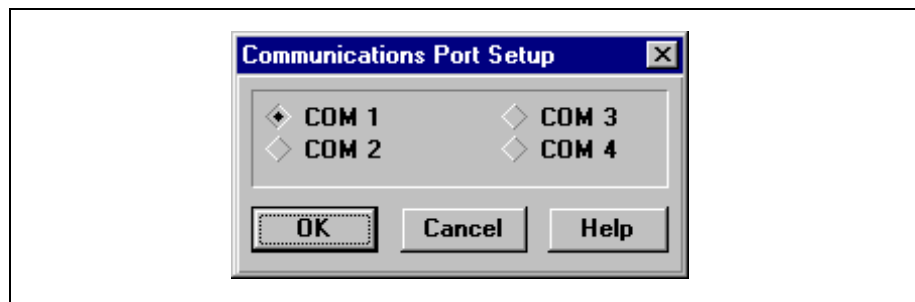 Communications Port Setup
COM 1 COM 3
COM 2 COM 4
OK Cancel Help